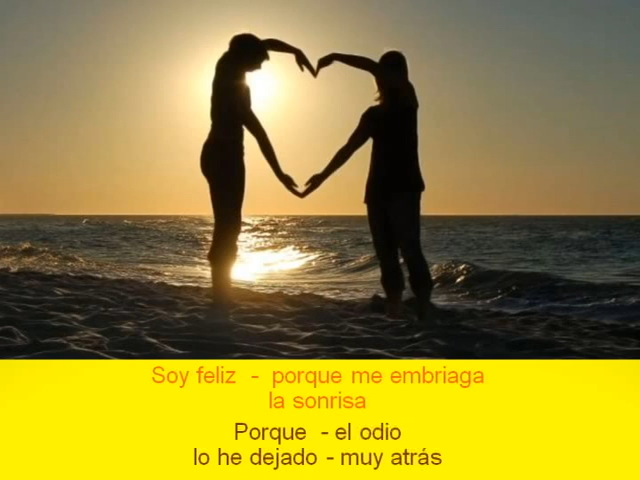 Soy feliz - porque me embriaga
la sonrisa
Porque - el odio
lo he dejado - muy atrás